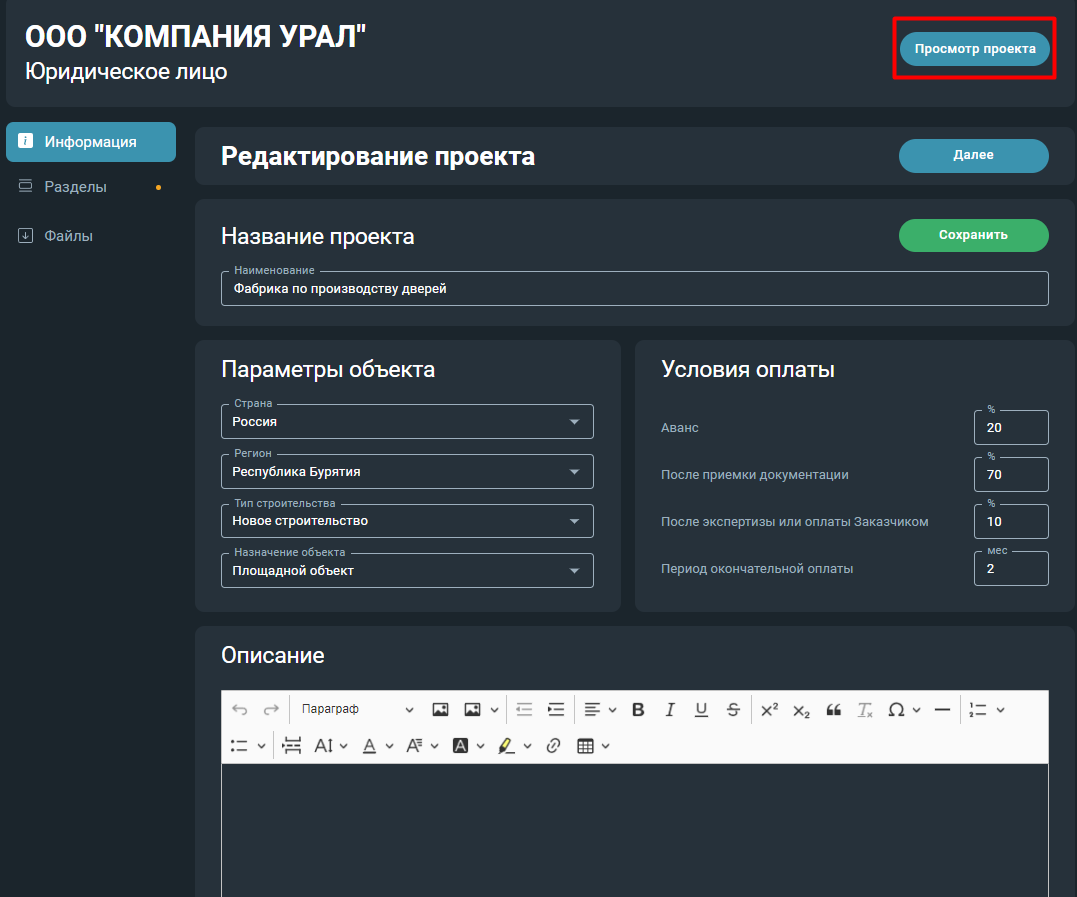 ООО "КОМПАНИЯ УРАЛ"
Юридическое лицо
Просмотр проекта
Информация
Разделы
Файлы
Редактирование проекта
Далее
Название проекта
Сохранить
Наименование
Фабрика по производству дверей
Параметры объекта
Страна
Россия
Регион
Республика Бурятия
Тип строительства
Новое строительство
Назначение объекта
Площадной объект
Условия оплаты
%
Аванс 20
%
После приемки документации 70
%
После экспертизы или оплаты Заказчиком 10
мес
Период окончательной оплаты 2
Описание
Параграф